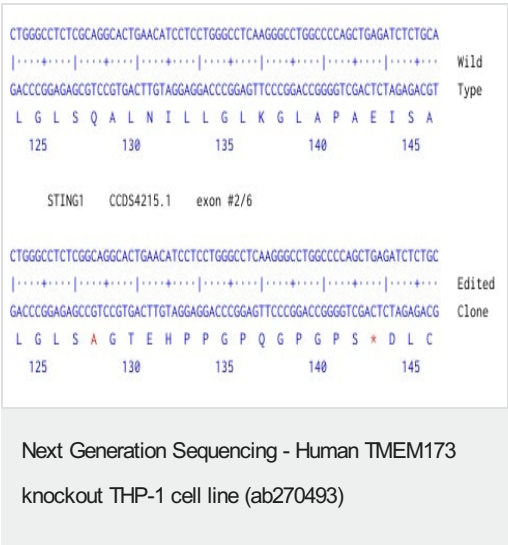 CTGGGCCTCTCGCAGGCACTGAACATCCTCCTGGGCCTCAAGGGCCTGGCCCCAGCTGAGATCTCTGCA
|····+····|····+····|····+····|····+····|····+····|····+····|····+··· Wild
GACCCGGAGAGCGTCCGTGACTTGTAGGAGGACCCGGAGTTCCCGGACCGGGGTCGACTCTAGAGACGT Type
L G L S Q A L N I L L G L K G L A P A E I S A
125 130 135 140 145
STING1 CCDS4215.1 exon #2/6
CTGGGCCTCTCGGCAGGCACTGAACATCCTCCTGGGCCTCAAGGGCCTGGCCCCAGCTGAGATCTCTGC
|····+····|····+····|····+····|····+····|····+····|····+····|····+··· Edited
GACCCGGAGAGCCGTCCGTGACTTGTAGGAGGACCCGGAGTTCCCGGACCGGGGTCGACTCTAGAGACG Clone
L G L S A G T E H P P G P Q G P G P S * D L C
125 130 135 140 145
Next Generation Sequencing - Human TMEM173
knockout THP-1 cell line (ab270493)